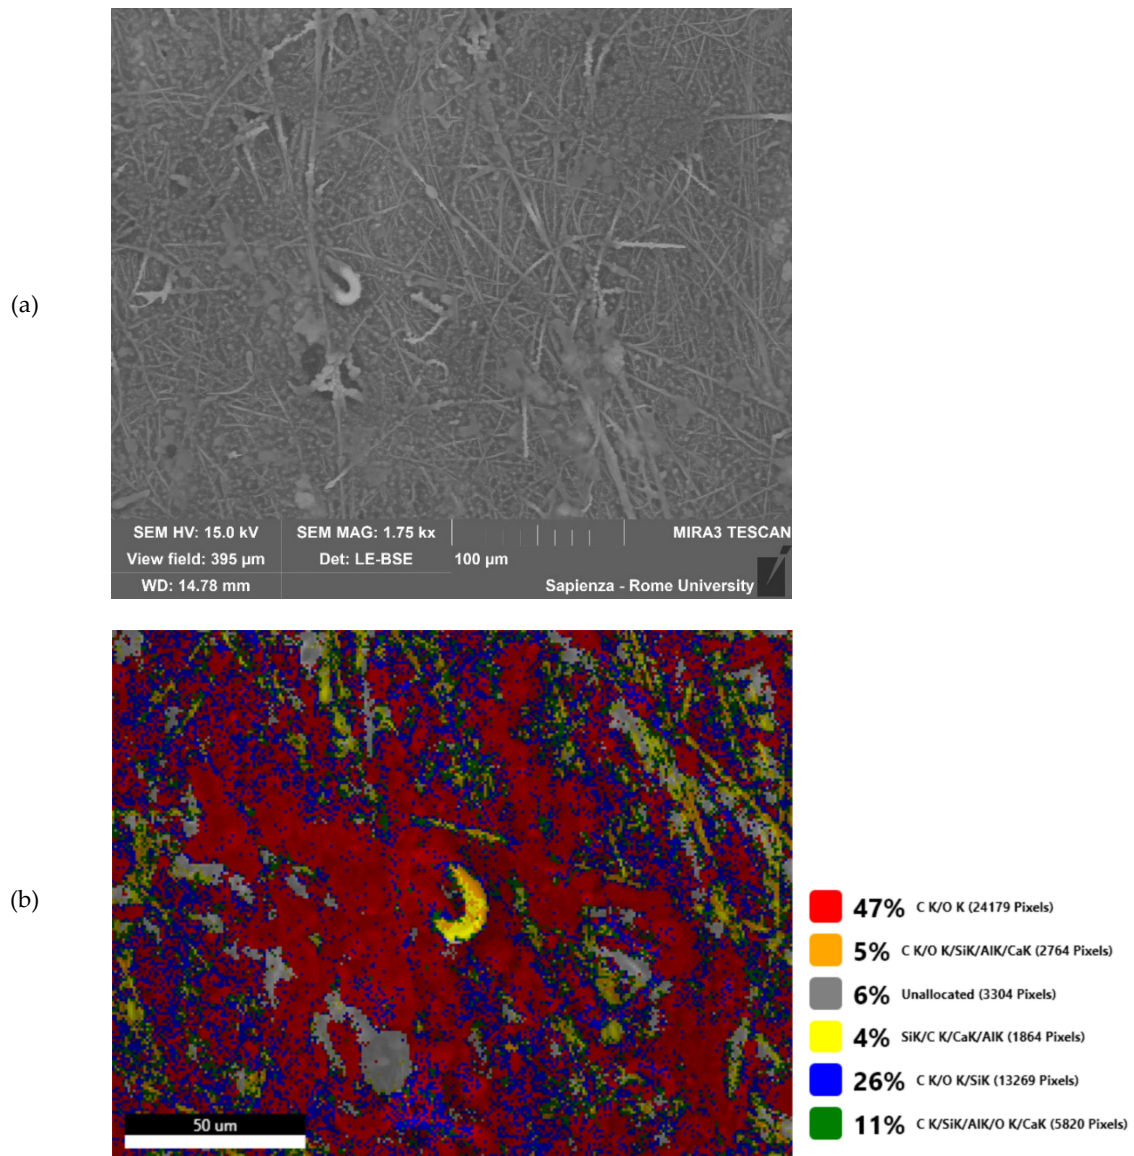 (a)
SEM HV: 15.0 kV
SEM MAG: 1.75 kx
MIRA3 TESCAN
View field: 395 µm
Det: LE-BSE
100 µm
WD: 14.78 mm
Sapienza - Rome University
(b)
50 um
47% C K/O K (24179 Pixels)
5% C K/O K/SiK/AlK/CaK (2764 Pixels)
6% Unallocated (3304 Pixels)
4% SiK/C K/CaK/AlK (1864 Pixels)
26% C K/O K/SiK (13269 Pixels)
11% C K/SiK/AlK/O K/CaK (5820 Pixels)